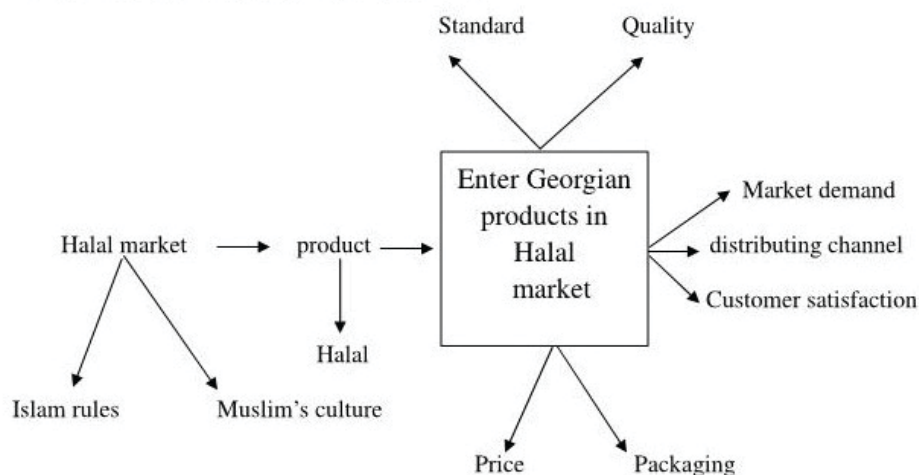 Standard
Quality
Enter Georgian
products in
Halal
market
Market demand
distributing channel
Customer satisfaction
Halal market
product
Halal
Islam rules
Muslim's culture
Price
Packaging